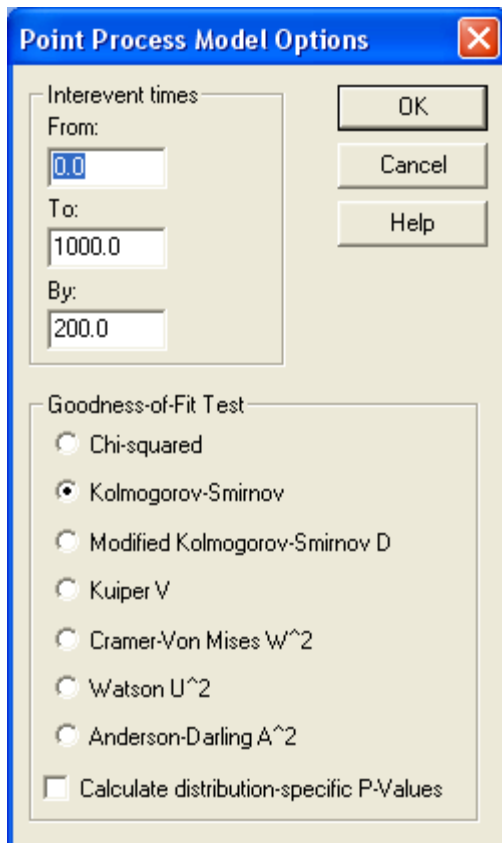 Point Process Model Options
Interevent times
From:
0.0
To:
1000.0
By:
200.0
OK
Cancel
Help
Goodness-of-Fit Test
Chi-squared
Kolmogorov-Smirnov
Modified Kolmogorov-Smirnov D
Kuiper V
Cramer-Von Mises W^2
Watson U^2
Anderson-Darling A^2
Calculate distribution-specific P-Values